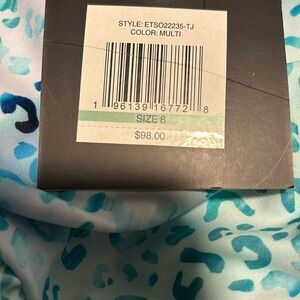 STYLE: ETSO22235-TJ
COLOR: MULTI
1 96139 16772 8
SIZE 8
$98.00